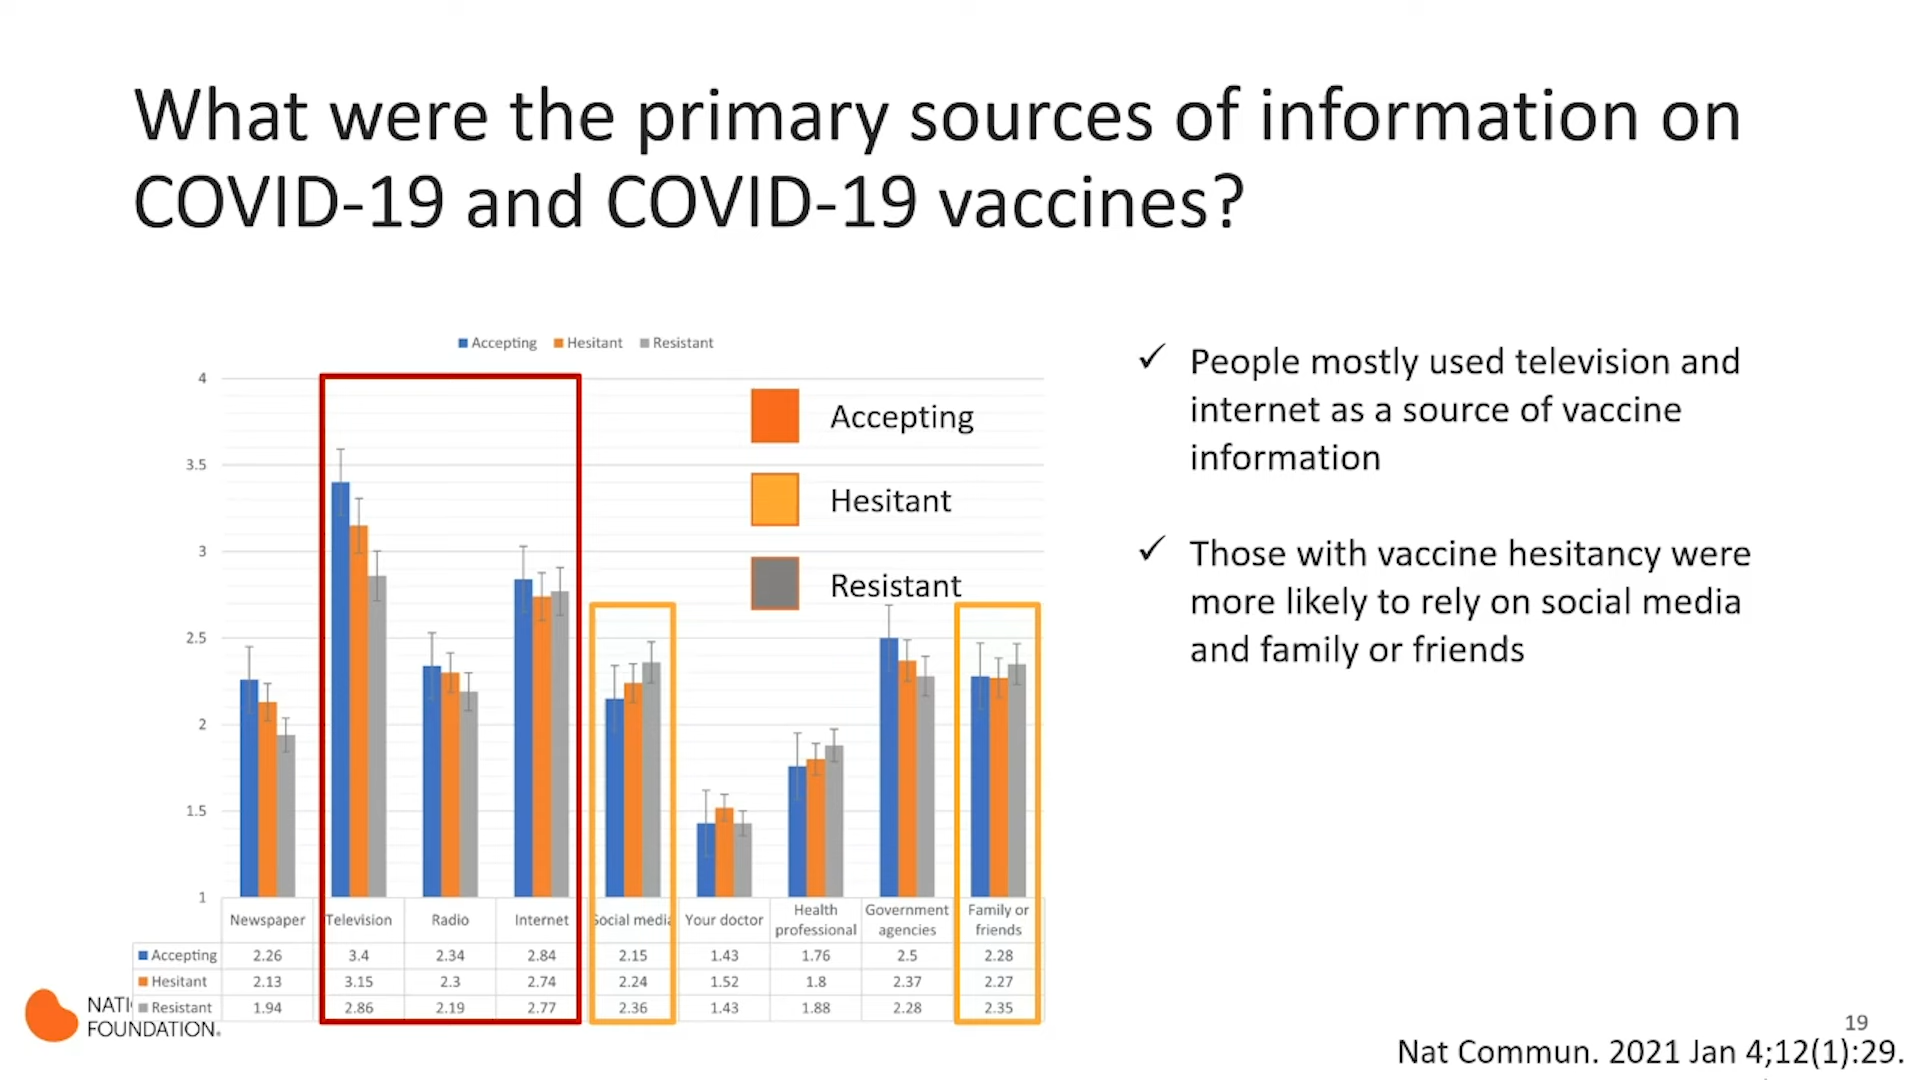 What were the primary sources of information on
COVID-19 and COVID-19 vaccines?
Accepting Hesitant Resistant
4
3.5
3
2.5
2
1.5
1
Accepting
Hesitant
Resistant
Newspaper Television Radio Internet Social media Your doctor Health professional Government agencies Family or friends
Accepting 2.26 3.4 2.34 2.84 2.15 1.43 1.76 2.5 2.28
Hesitant 2.13 3.15 2.3 2.74 2.24 1.52 1.8 2.37 2.27
Resistant 1.94 2.86 2.19 2.77 2.36 1.43 1.88 2.28 2.35
✓ People mostly used television and
internet as a source of vaccine
information
✓ Those with vaccine hesitancy were
more likely to rely on social media
and family or friends
FOUNDATION®
19
Nat Commun. 2021 Jan 4;12(1):29.